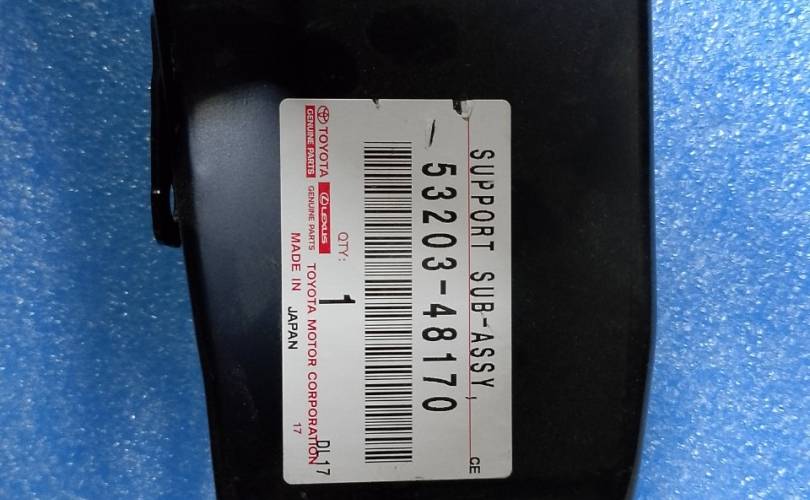 SUPPORT SUB-ASSY, CE
53203-48170
QTY: 1
TOYOTA
GENUINE PARTS
LEXUS
GENUINE PARTS
TOYOTA MOTOR CORPORATION
DL17
MADE IN JAPAN
17